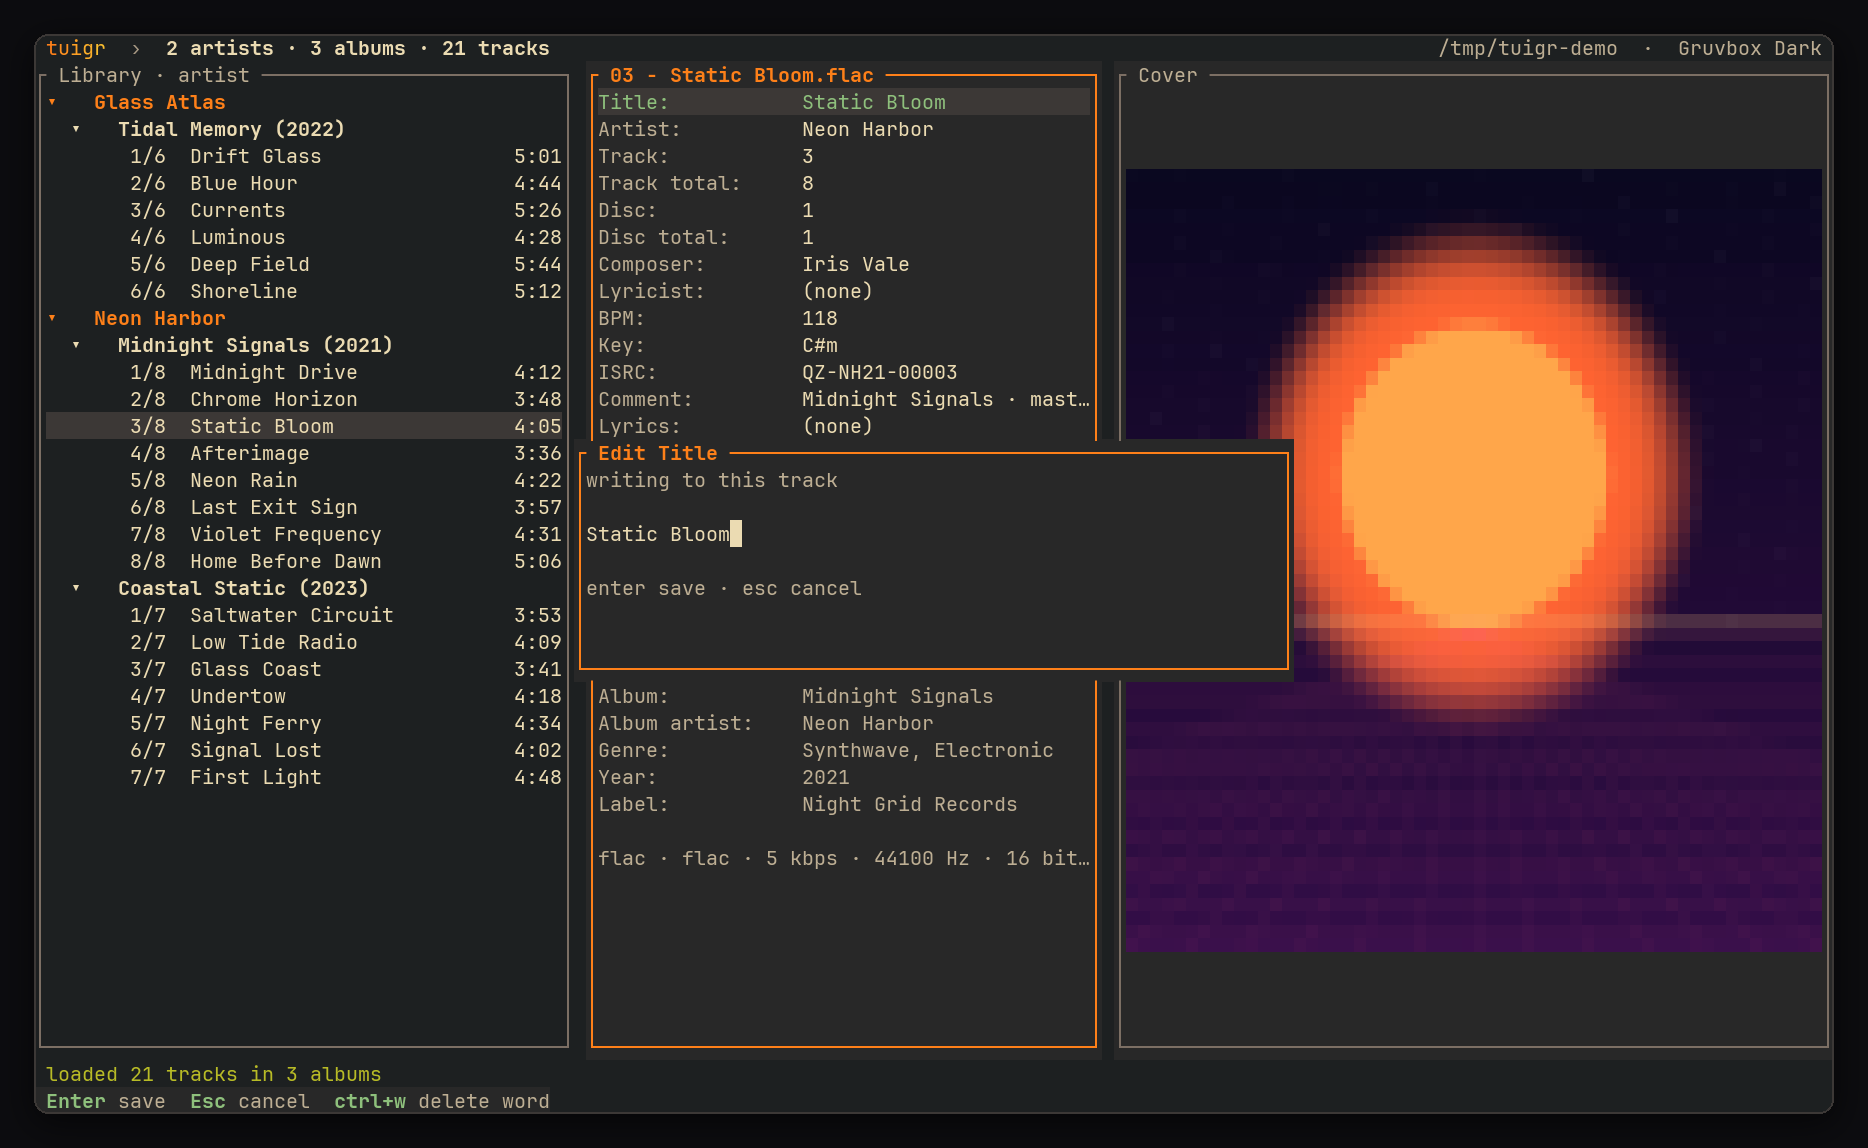 tuigr › 2 artists · 3 albums · 21 tracks /tmp/tuigr-demo · Gruvbox Dark
Library · artist
▾ Glass Atlas
▾ Tidal Memory (2022)
1/6 Drift Glass 5:01
2/6 Blue Hour 4:44
3/6 Currents 5:26
4/6 Luminous 4:28
5/6 Deep Field 5:44
6/6 Shoreline 5:12
▾ Neon Harbor
▾ Midnight Signals (2021)
1/8 Midnight Drive 4:12
2/8 Chrome Horizon 3:48
3/8 Static Bloom 4:05
4/8 Afterimage 3:36
5/8 Neon Rain 4:22
6/8 Last Exit Sign 3:57
7/8 Violet Frequency 4:31
8/8 Home Before Dawn 5:06
▾ Coastal Static (2023)
1/7 Saltwater Circuit 3:53
2/7 Low Tide Radio 4:09
3/7 Glass Coast 3:41
4/7 Undertow 4:18
5/7 Night Ferry 4:34
6/7 Signal Lost 4:02
7/7 First Light 4:48
03 - Static Bloom.flac
Title: Static Bloom
Artist: Neon Harbor
Track: 3
Track total: 8
Disc: 1
Disc total: 1
Composer: Iris Vale
Lyricist: (none)
BPM: 118
Key: C#m
ISRC: QZ-NH21-00003
Comment: Midnight Signals · mast…
Lyrics: (none)
Edit Title
writing to this track
Static Bloom
enter save · esc cancel
Album: Midnight Signals
Album artist: Neon Harbor
Genre: Synthwave, Electronic
Year: 2021
Label: Night Grid Records
flac · flac · 5 kbps · 44100 Hz · 16 bit…
Cover
loaded 21 tracks in 3 albums
Enter save Esc cancel ctrl+w delete word